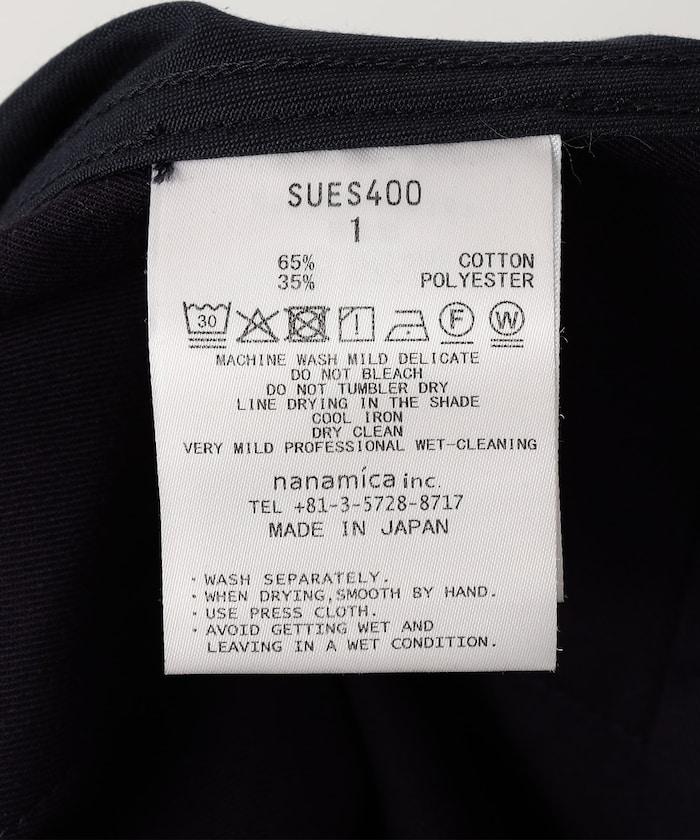 SUES400
1
65% COTTON
35% POLYESTER
30 F W
MACHINE WASH MILD DELICATE
DO NOT BLEACH
DO NOT TUMBLER DRY
LINE DRYING IN THE SHADE
COOL IRON
DRY CLEAN
VERY MILD PROFESSIONAL WET-CLEANING
nanamíca inc.
TEL +81-3-5728-8717
MADE IN JAPAN
・WASH SEPARATELY.
・WHEN DRYING,SMOOTH BY HAND.
・USE PRESS CLOTH.
・AVOID GETTING WET AND
LEAVING IN A WET CONDITION.